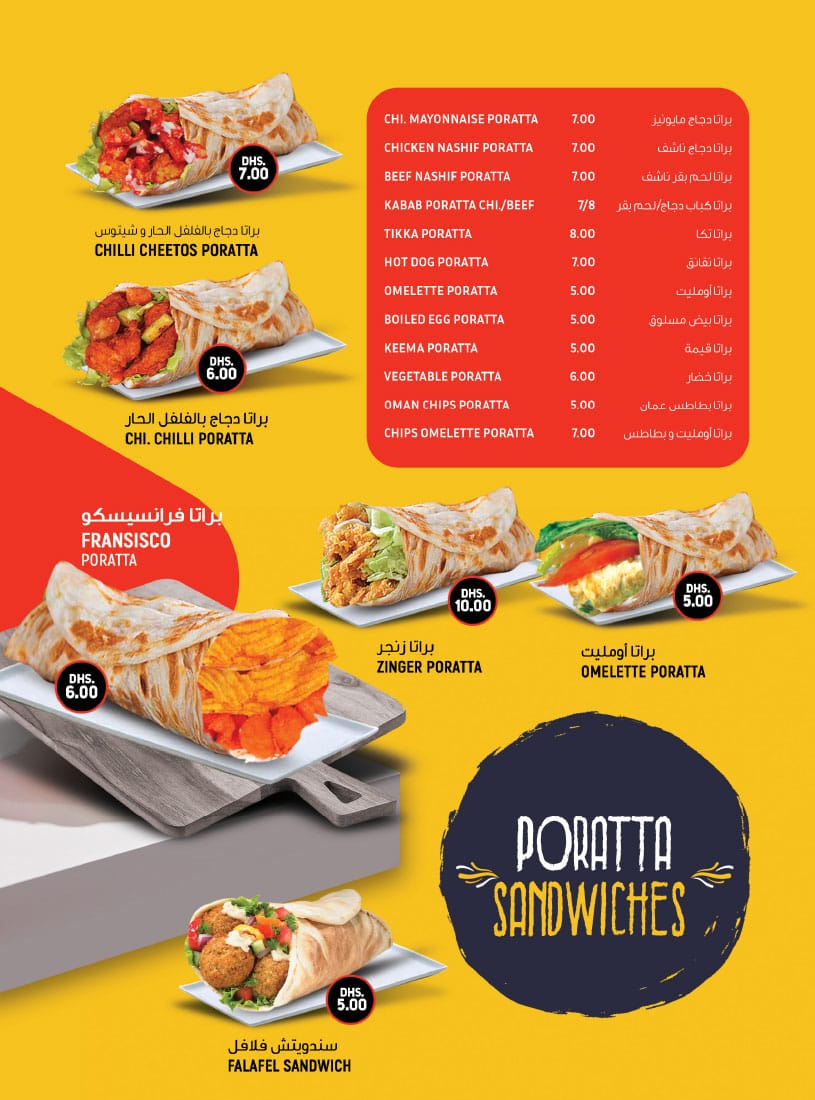 DHS.
7.00
براتا دجاج بالفلفل الحار و شيتوس
CHILLI CHEETOS PORATTA
DHS.
6.00
براتا دجاج بالفلفل الحار
CHI. CHILLI PORATTA
CHI. MAYONNAISE PORATTA 7.00 براتا دجاج مايونيز
CHICKEN NASHIF PORATTA 7.00 براتا دجاج ناشف
BEEF NASHIF PORATTA 7.00 براتا لحم بقر ناشف
KABAB PORATTA CHI./BEEF 7/8 براتا كباب دجاج/لحم بقر
TIKKA PORATTA 8.00 براتا تكا
HOT DOG PORATTA 7.00 براتا نقانق
OMELETTE PORATTA 5.00 براتا أومليت
BOILED EGG PORATTA 5.00 براتا بيض مسلوق
KEEMA PORATTA 5.00 براتا قيمة
VEGETABLE PORATTA 6.00 براتا خضار
OMAN CHIPS PORATTA 5.00 براتا بطاطس عمان
CHIPS OMELETTE PORATTA 7.00 براتا أومليت و بطاطس
براتا فرانسيسكو
FRANSISCO
PORATTA
DHS.
6.00
DHS.
10.00
براتا زنجر
ZINGER PORATTA
DHS.
5.00
براتا أومليت
OMELETTE PORATTA
PORATTA
SANDWICHES
DHS.
5.00
سندويتش فلافل
FALAFEL SANDWICH